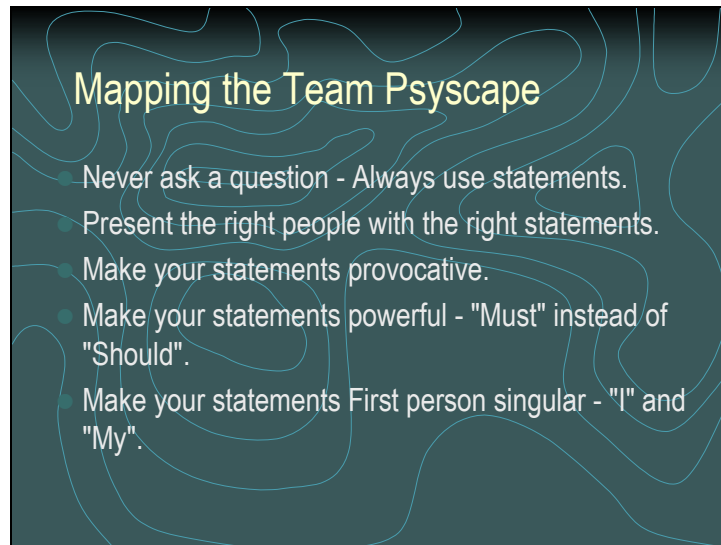 Mapping the Team Psyscape
Never ask a question - Always use statements.
Present the right people with the right statements.
Make your statements provocative.
Make your statements powerful - "Must" instead of
"Should".
Make your statements First person singular - "I" and
"My".